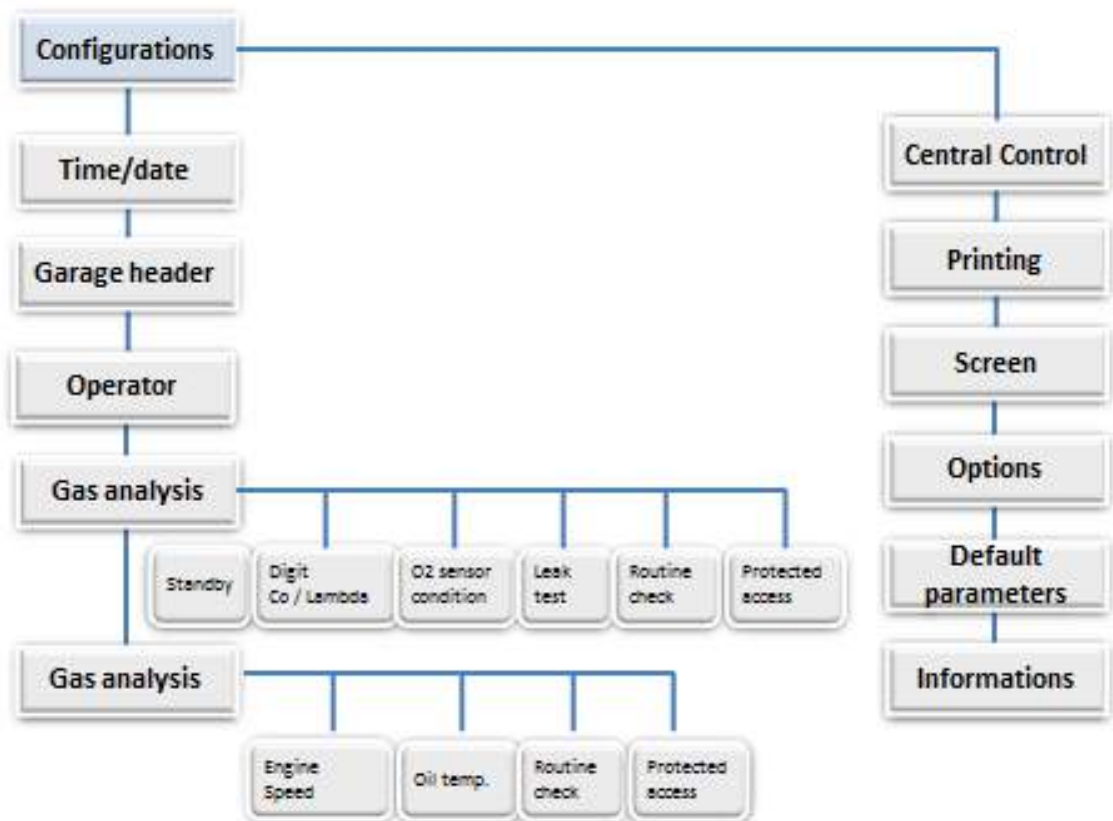 Configurations
Time/date
Garage header
Operator
Gas analysis
Standby
Digit
Co / Lambda
O2 sensor
condition
Leak
test
Routine
check
Protected
access
Gas analysis
Engine
Speed
Oil temp.
Routine
check
Protected
access
Central Control
Printing
Screen
Options
Default
parameters
Informations